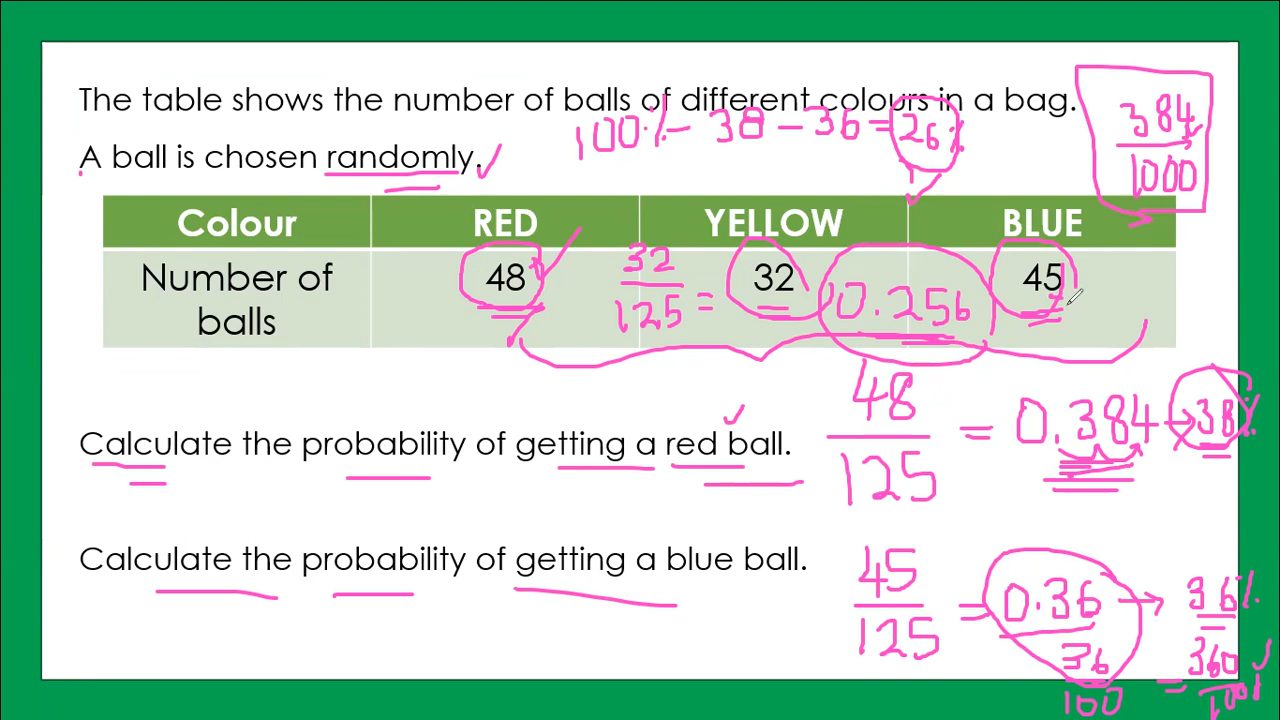 The table shows the number of balls of different colours in a bag.
384
1000
100% - 38 - 36 = 26%
A ball is chosen randomly.
Colour RED YELLOW BLUE
Number of balls 48 32 45
32
125 = 0.256
Calculate the probability of getting a red ball.
48
125 = 0.384 → 38%
Calculate the probability of getting a blue ball.
45
125 = 0.36 → 36%
36
100 = 360